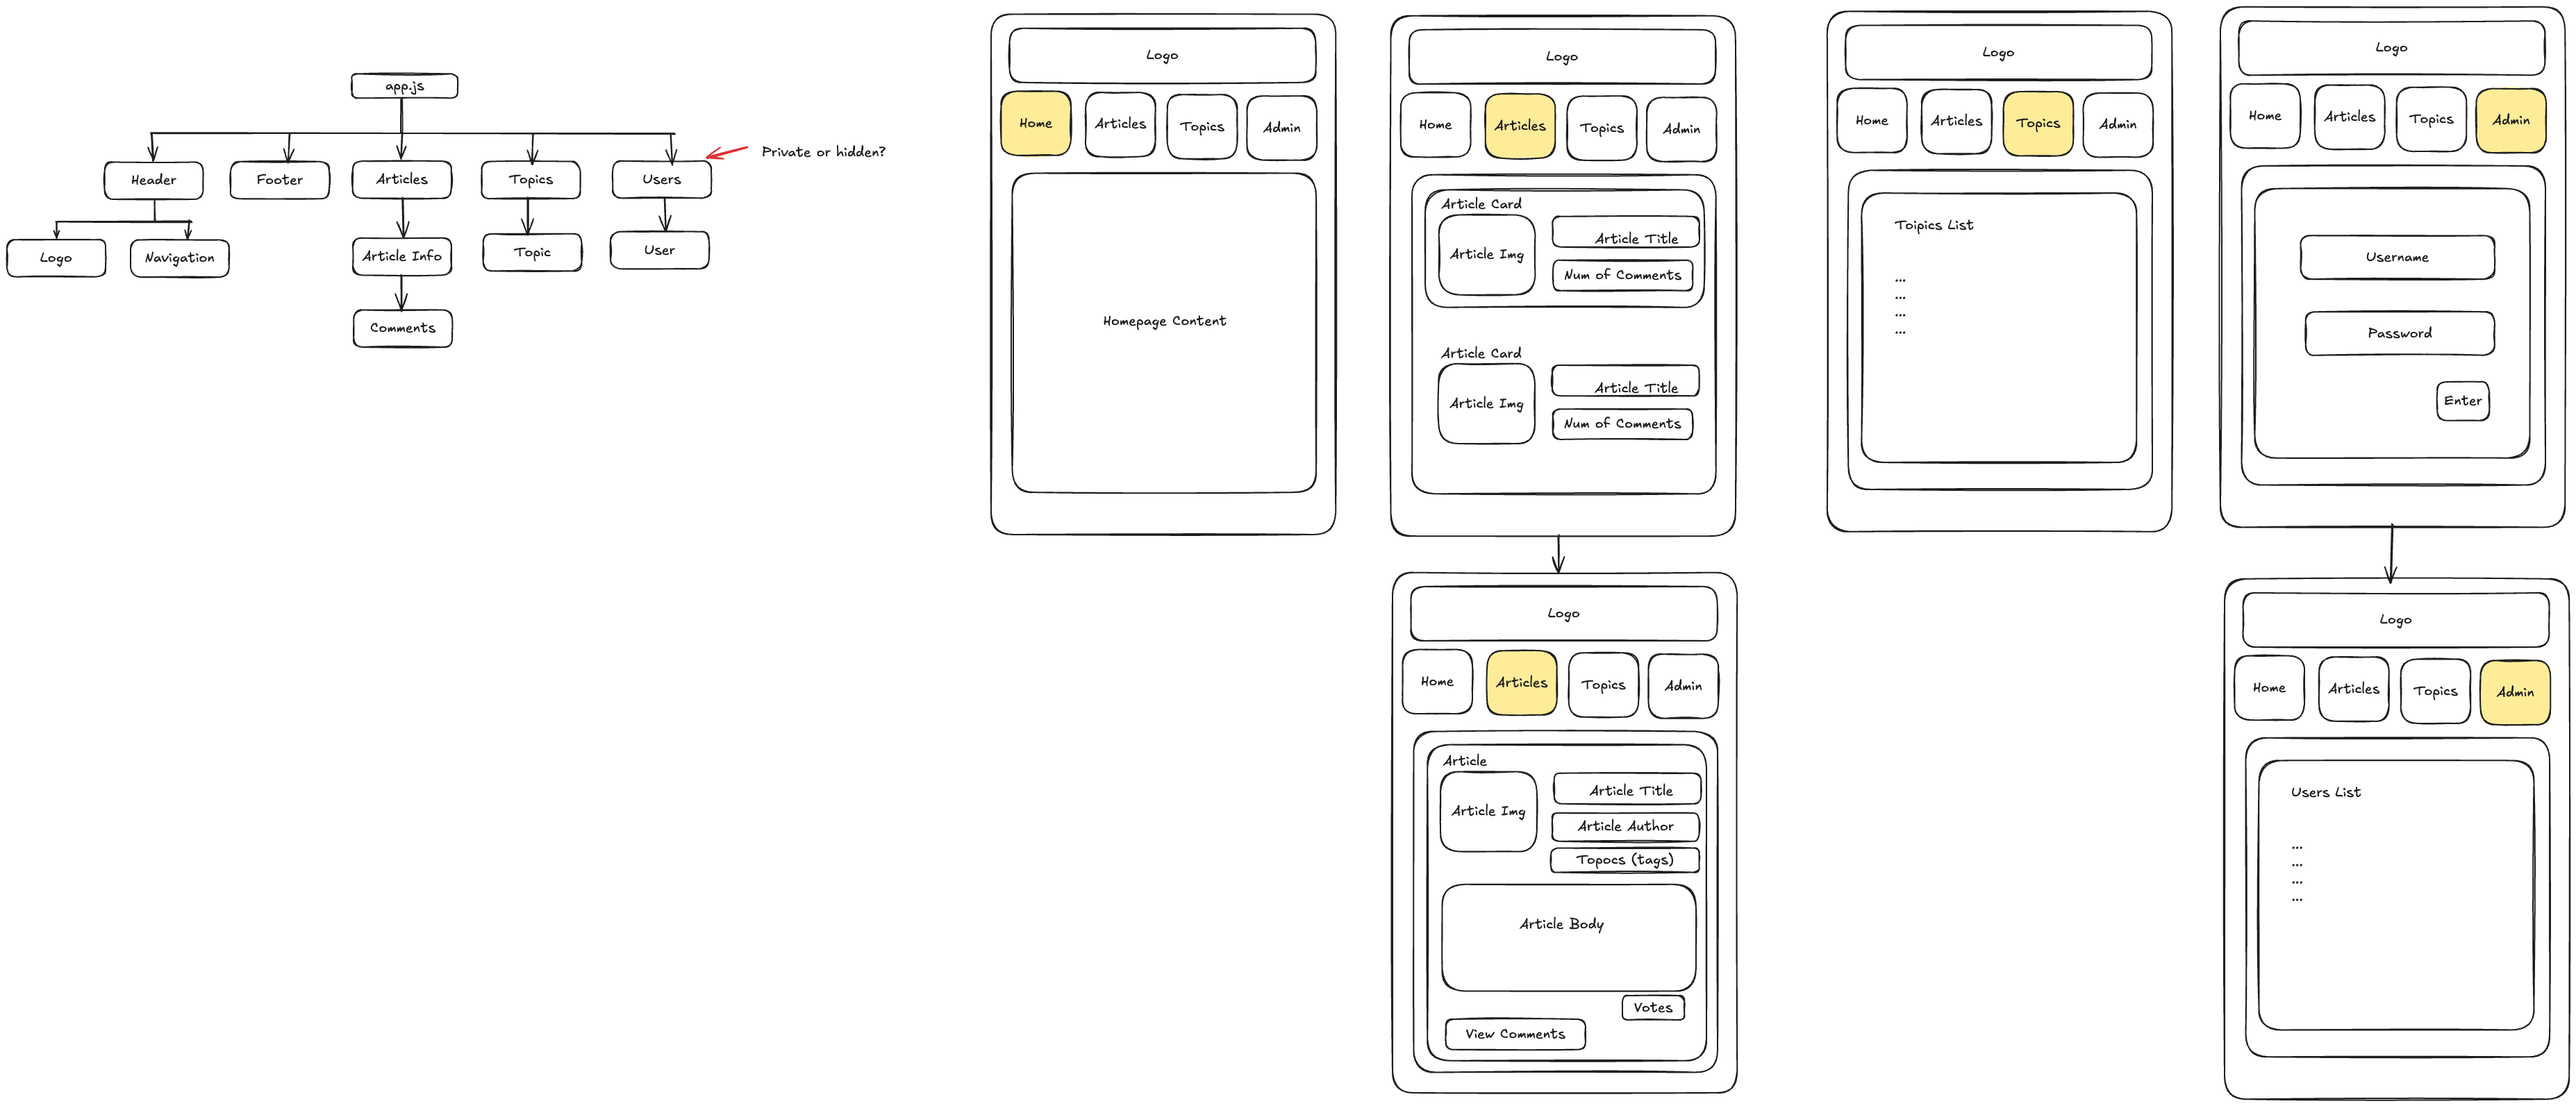 app.js
Private or hidden?
Header
Footer
Articles
Topics
Users
Logo
Navigation
Article Info
Topic
User
Comments
Logo
Home
Articles
Topics
Admin
Homepage Content
Logo
Home
Articles
Topics
Admin
Article Card
Article Img
Article Title
Num of Comments
Article Card
Article Img
Article Title
Num of Comments
Logo
Home
Articles
Topics
Admin
Article
Article Img
Article Title
Article Author
Topocs (tags)
Article Body
Votes
View Comments
Logo
Home
Articles
Topics
Admin
Toipics List
...
...
...
...
Logo
Home
Articles
Topics
Admin
Username
Password
Enter
Logo
Home
Articles
Topics
Admin
Users List
...
...
...
...